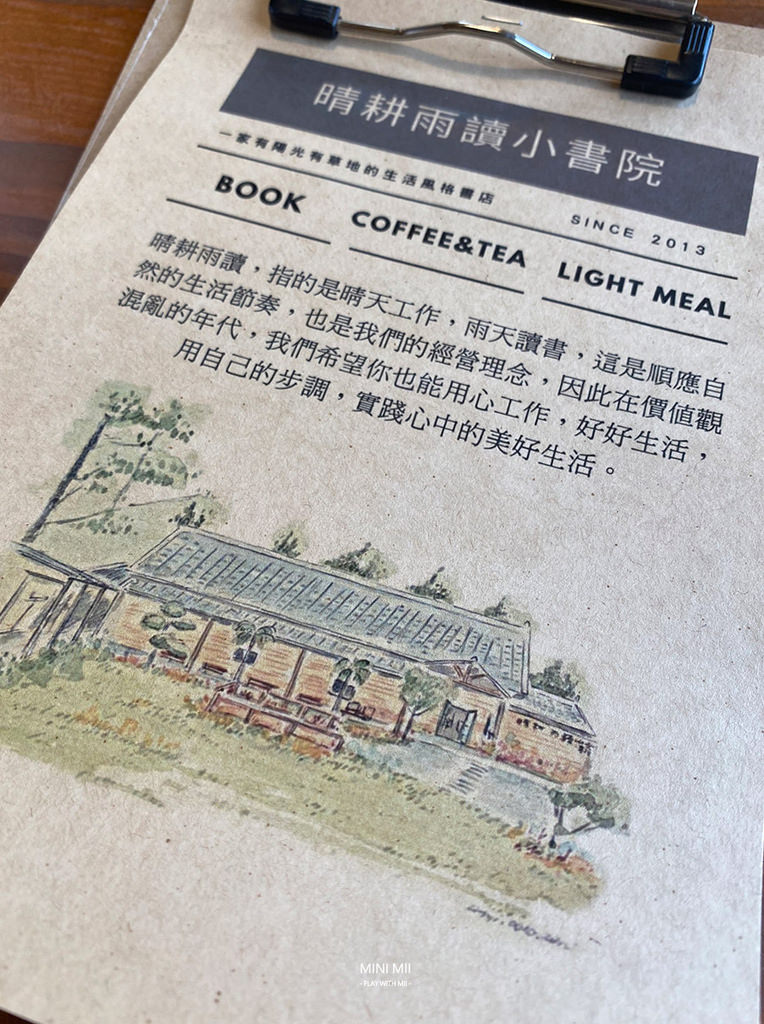 晴耕雨讀小書院
一家有陽光有草地的生活風格書店
SINCE 2013
BOOK
COFFEE&TEA
LIGHT MEAL
晴耕雨讀，指的是晴天工作，雨天讀書，這是順應自
然的生活節奏，也是我們的經營理念，因此在價值觀
混亂的年代，我們希望你也能用心工作，好好生活，
用自己的步調，實踐心中的美好生活。
MINI MII
- PLAY WITH MII -